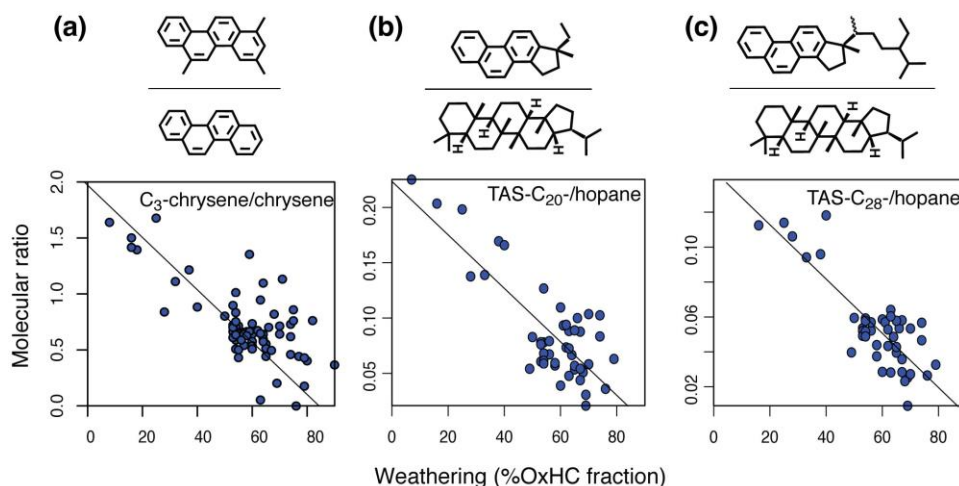 (a)
(b)
(c)
H
H
H
H
H
H
C3-chrysene/chrysene
TAS-C20-/hopane
TAS-C28-/hopane
Molecular ratio
2.0
1.5
1.0
0.5
0.0
0.20
0.15
0.10
0.05
0.10
0.06
0.02
0 20 40 60 80
0 20 40 60 80
0 20 40 60 80
Weathering (%OxHC fraction)